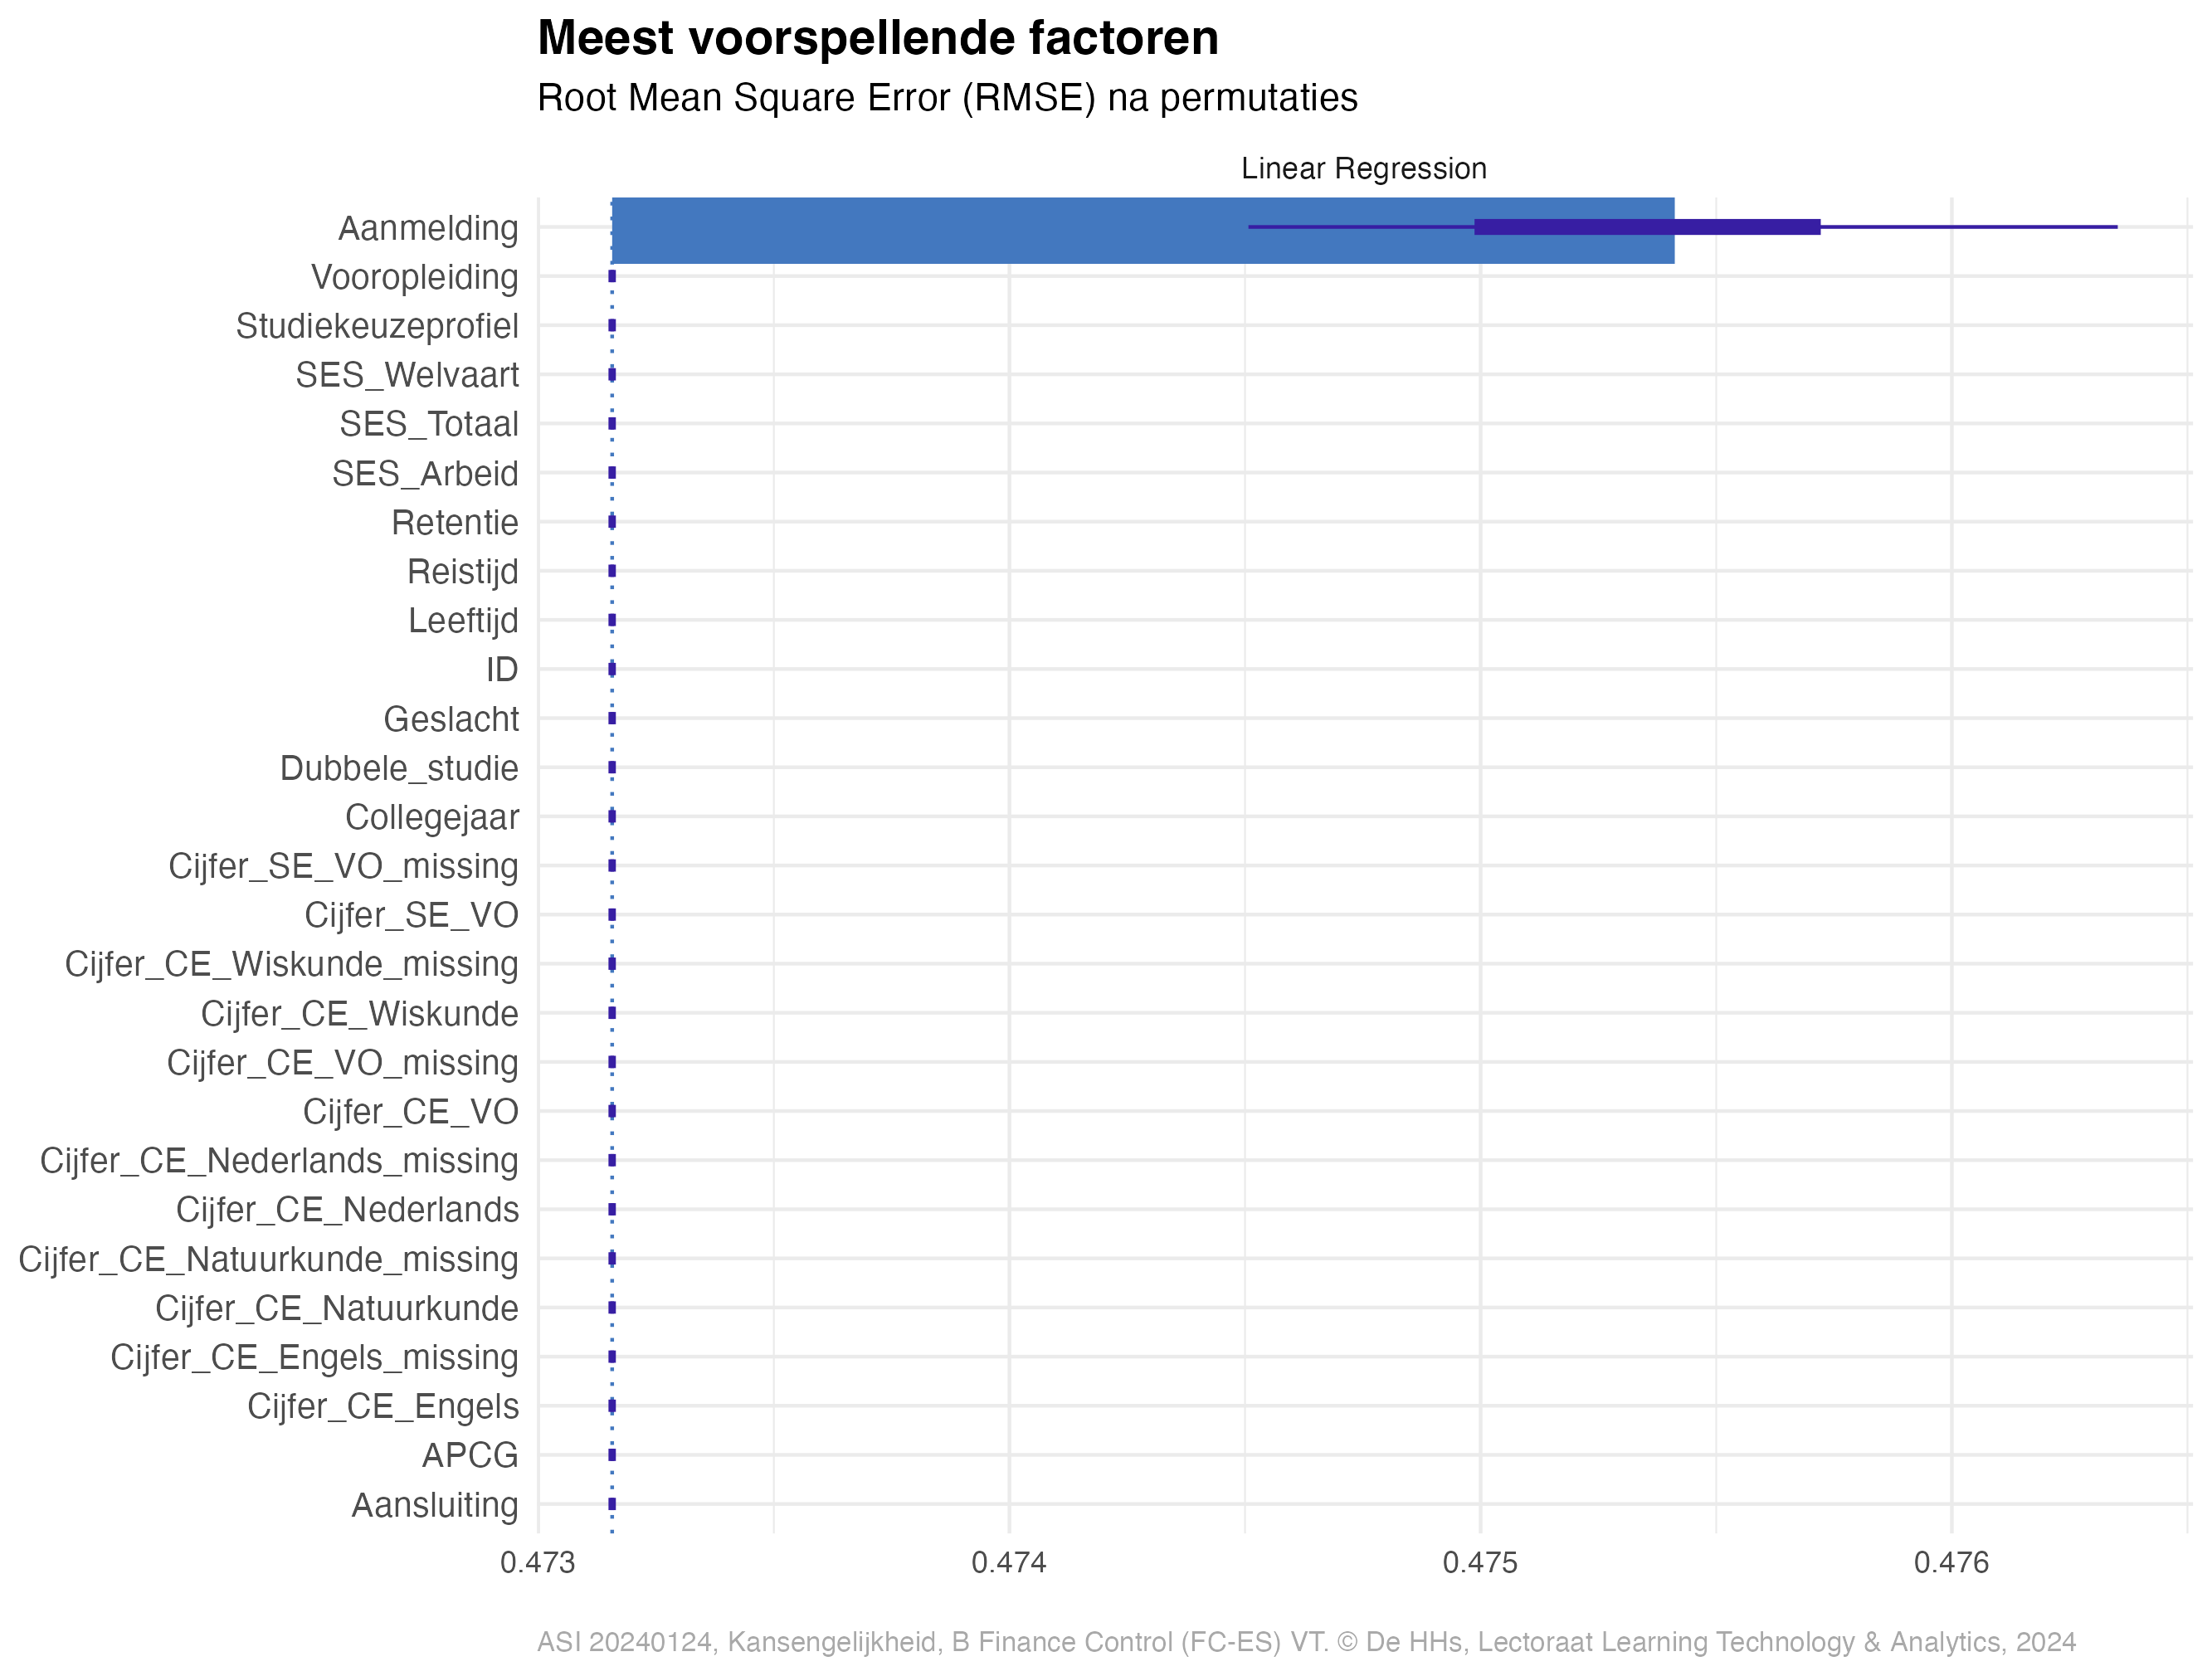 Meest voorspellende factoren
Root Mean Square Error (RMSE) na permutaties
Linear Regression
Aanmelding
Vooropleiding
Studiekeuzeprofiel
SES_Welvaart
SES_Totaal
SES_Arbeid
Retentie
Reistijd
Leeftijd
ID
Geslacht
Dubbele_studie
Collegejaar
Cijfer_SE_VO_missing
Cijfer_SE_VO
Cijfer_CE_Wiskunde_missing
Cijfer_CE_Wiskunde
Cijfer_CE_VO_missing
Cijfer_CE_VO
Cijfer_CE_Nederlands_missing
Cijfer_CE_Nederlands
Cijfer_CE_Natuurkunde_missing
Cijfer_CE_Natuurkunde
Cijfer_CE_Engels_missing
Cijfer_CE_Engels
APCG
Aansluiting
0.473 0.474 0.475 0.476
ASI 20240124, Kansengelijkheid, B Finance Control (FC-ES) VT. © De HHs, Lectoraat Learning Technology & Analytics, 2024